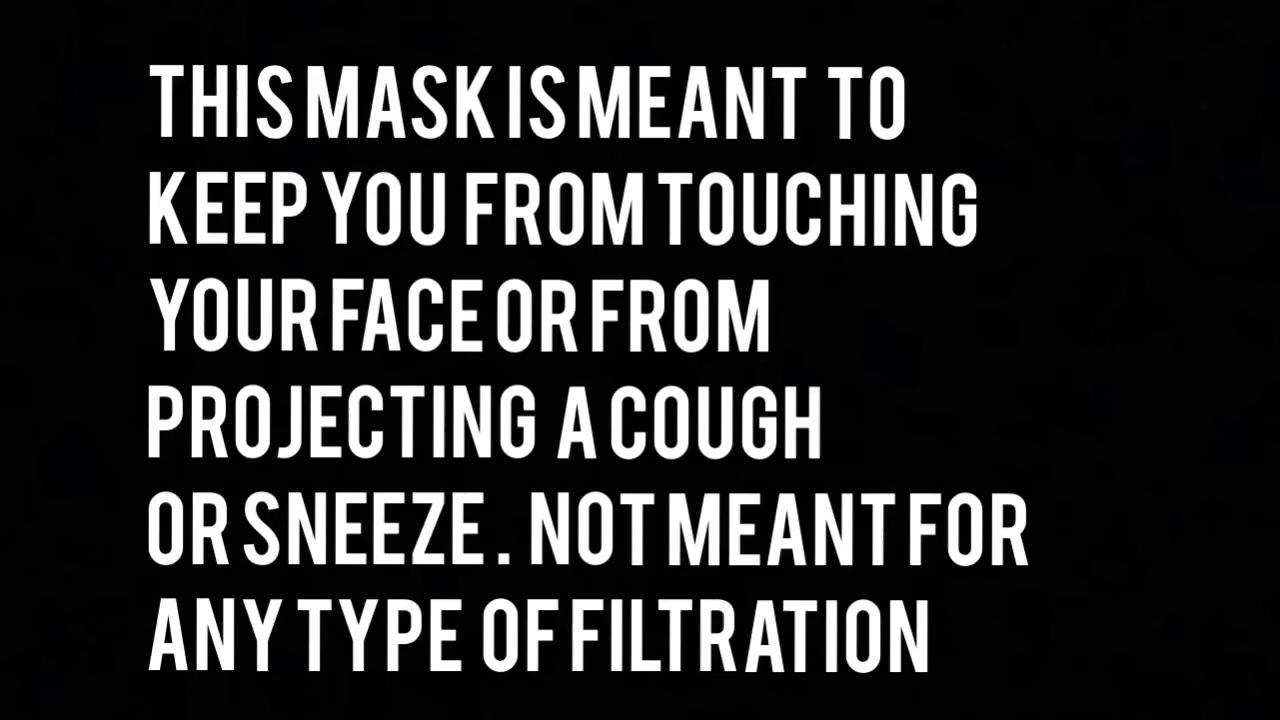 THIS MASK IS MEANT TO
KEEP YOU FROM TOUCHING
YOUR FACE OR FROM
PROJECTING A COUGH
OR SNEEZE. NOT MEANT FOR
ANY TYPE OF FILTRATION